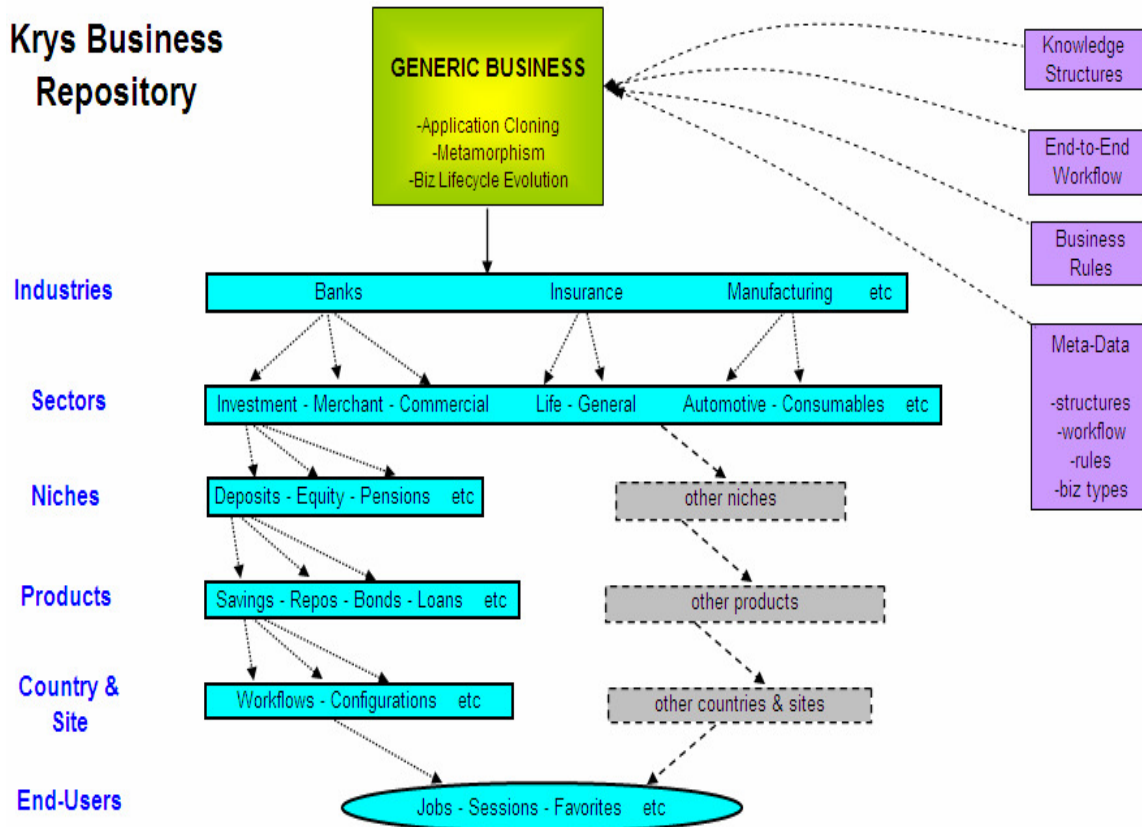 Krys Business
Repository
GENERIC BUSINESS
-Application Cloning
-Metamorphism
-Biz Lifecycle Evolution
Knowledge
Structures
End-to-End
Workflow
Business
Rules
Meta-Data
-structures
-workflow
-rules
-biz types
Industries
Banks Insurance Manufacturing etc
Sectors
Investment - Merchant - Commercial Life - General Automotive - Consumables etc
Niches
Deposits - Equity - Pensions etc
other niches
Products
Savings - Repos - Bonds - Loans etc
other products
Country &
Site
Workflows - Configurations etc
other countries & sites
End-Users
Jobs - Sessions - Favorites etc